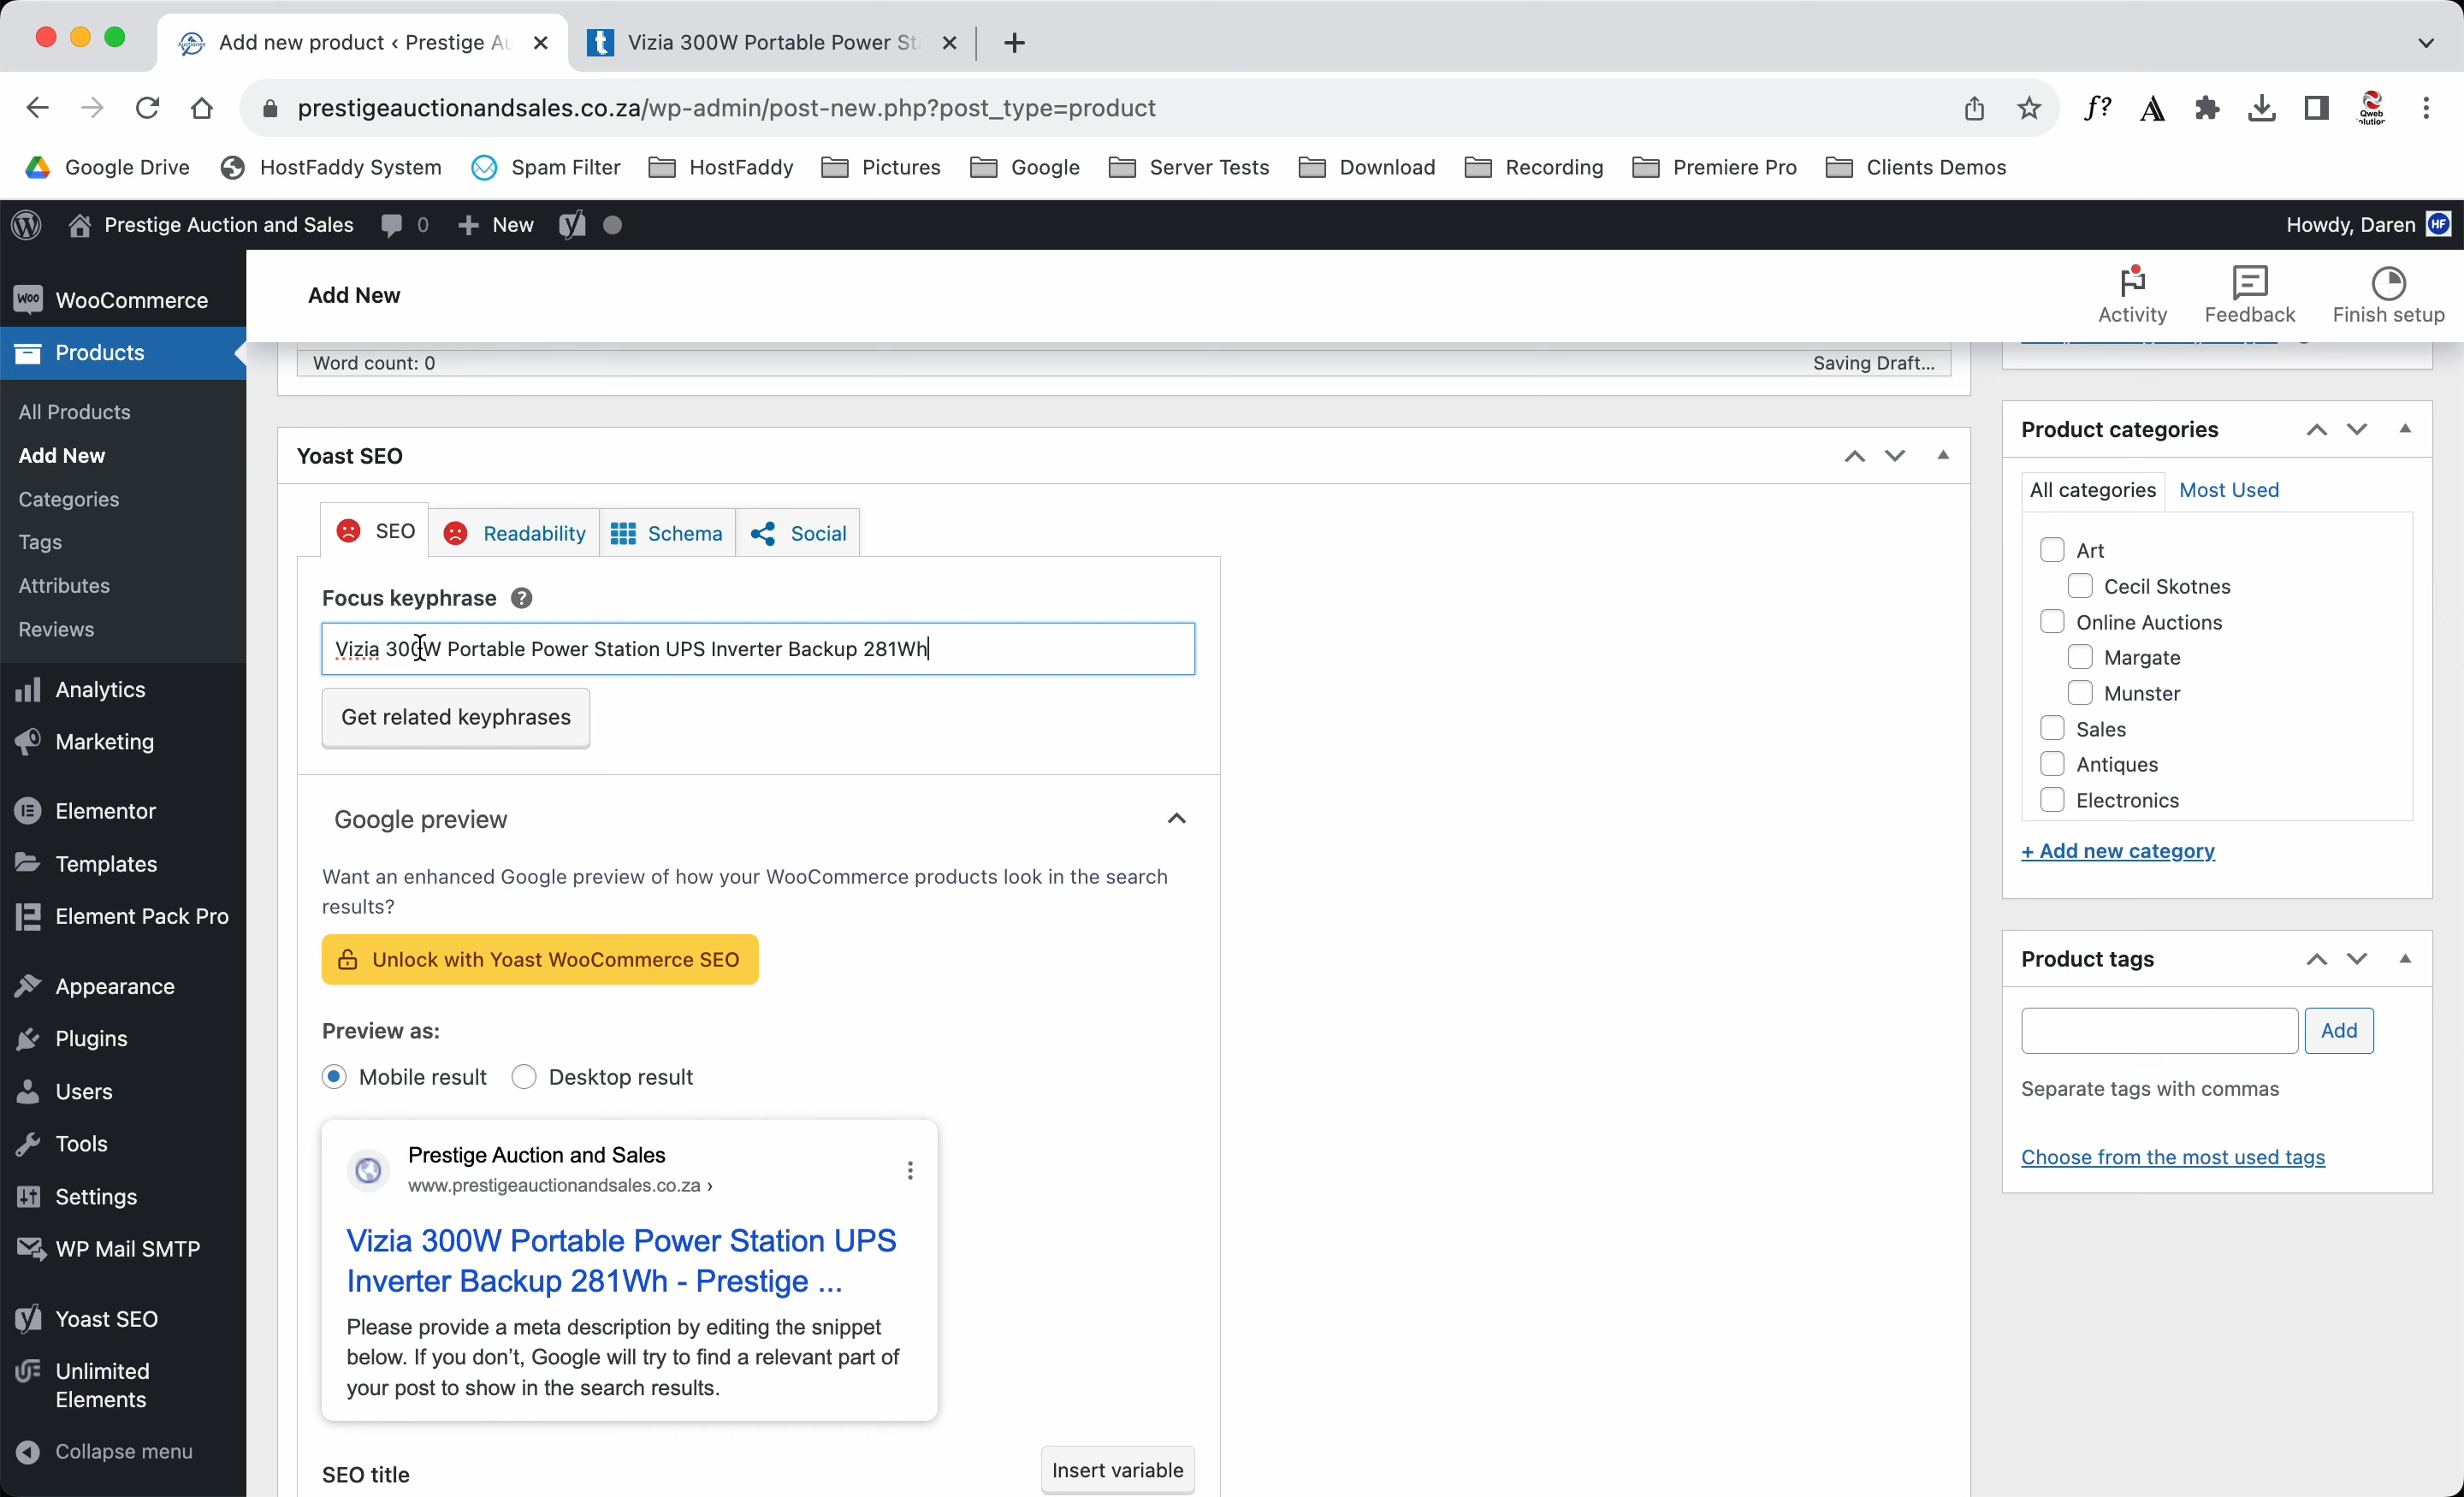 Add new product ‹ Prestige Au
Vizia 300W Portable Power St
prestigeauctionandsales.co.za/wp-admin/post-new.php?post_type=product
f?
A
Qweb
Google Drive
HostFaddy System
Spam Filter
HostFaddy
Pictures
Google
Server Tests
Download
Recording
Premiere Pro
Clients Demos
Prestige Auction and Sales
0
New
Howdy, Daren
HF
WooCommerce
Products
All Products
Add New
Categories
Tags
Attributes
Reviews
Analytics
Marketing
Elementor
Templates
Element Pack Pro
Appearance
Plugins
Users
Tools
Settings
WP Mail SMTP
Yoast SEO
Unlimited
Elements
Collapse menu
Add New
Activity
Feedback
Finish setup
Word count: 0
Saving Draft...
Yoast SEO
SEO
Readability
Schema
Social
Focus keyphrase
Vizia 300W Portable Power Station UPS Inverter Backup 281Wh
Get related keyphrases
Google preview
Want an enhanced Google preview of how your WooCommerce products look in the search
results?
Unlock with Yoast WooCommerce SEO
Preview as:
Mobile result
Desktop result
Prestige Auction and Sales
www.prestigeauctionandsales.co.za ›
Vizia 300W Portable Power Station UPS
Inverter Backup 281Wh - Prestige ...
Please provide a meta description by editing the snippet
below. If you don't, Google will try to find a relevant part of
your post to show in the search results.
SEO title
Insert variable
Product categories
All categories
Most Used
Art
Cecil Skotnes
Online Auctions
Margate
Munster
Sales
Antiques
Electronics
+ Add new category
Product tags
Add
Separate tags with commas
Choose from the most used tags